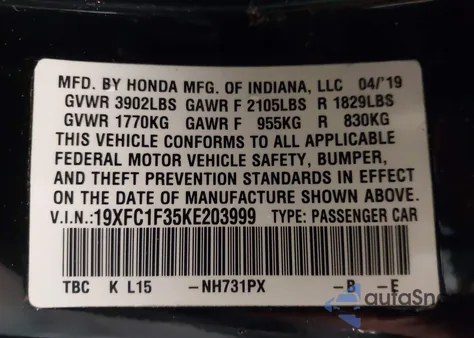 MFD. BY HONDA MFG. OF INDIANA, LLC 04/'19
GVWR 3902LBS GAWR F 2105LBS R 1829LBS
GVWR 1770KG GAWR F 955KG R 830KG
THIS VEHICLE CONFORMS TO ALL APPLICABLE
FEDERAL MOTOR VEHICLE SAFETY, BUMPER,
AND THEFT PREVENTION STANDARDS IN EFFECT
ON THE DATE OF MANUFACTURE SHOWN ABOVE.
V.I.N.: 19XFC1F35KE203999 TYPE: PASSENGER CAR
TBC K L15 -NH731PX -B -E